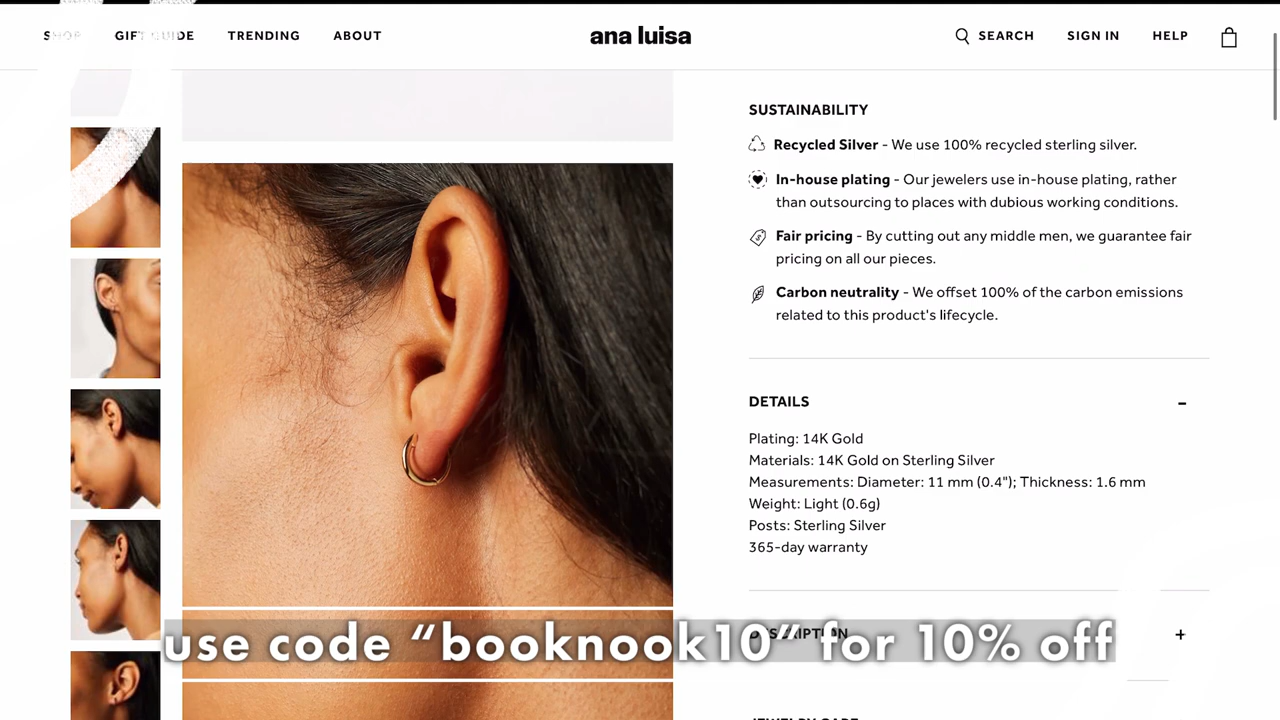 SHOP GIFT GUIDE TRENDING ABOUT ana luisa SEARCH SIGN IN HELP
SUSTAINABILITY
Recycled Silver - We use 100% recycled sterling silver.
In-house plating - Our jewelers use in-house plating, rather
than outsourcing to places with dubious working conditions.
Fair pricing - By cutting out any middle men, we guarantee fair
pricing on all our pieces.
Carbon neutrality - We offset 100% of the carbon emissions
related to this product's lifecycle.
DETAILS -
Plating: 14K Gold
Materials: 14K Gold on Sterling Silver
Measurements: Diameter: 11 mm (0.4"); Thickness: 1.6 mm
Weight: Light (0.6g)
Posts: Sterling Silver
365-day warranty
DESCRIPTION +
use code “booknook10” for 10% off
JEWELRY CARE